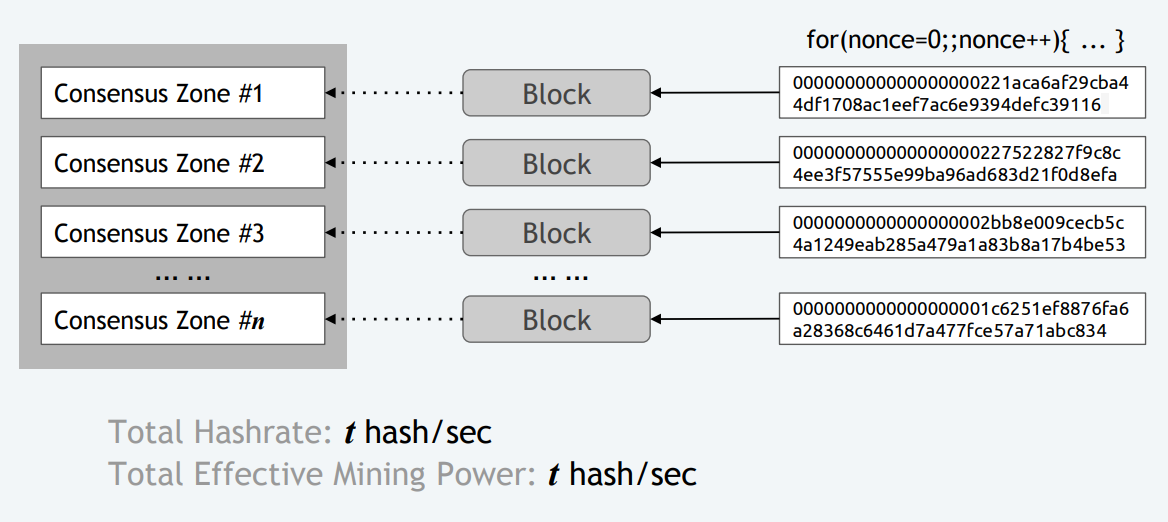 for(nonce=0;;nonce++){ ... }
Consensus Zone #1
Block
000000000000000000221aca6af29cba4
4df1708ac1eef7ac6e9394defc39116
Consensus Zone #2
Block
000000000000000000227522827f9c8c
4ee3f57555e99ba96ad683d21f0d8efa
Consensus Zone #3
Block
0000000000000000002bb8e009cecb5c
4a1249eab285a479a1a83b8a17b4be53
... ...
... ...
Consensus Zone #n
Block
0000000000000000001c6251ef8876fa6
a28368c6461d7a477fce57a71abc834
Total Hashrate: t hash/sec
Total Effective Mining Power: t hash/sec